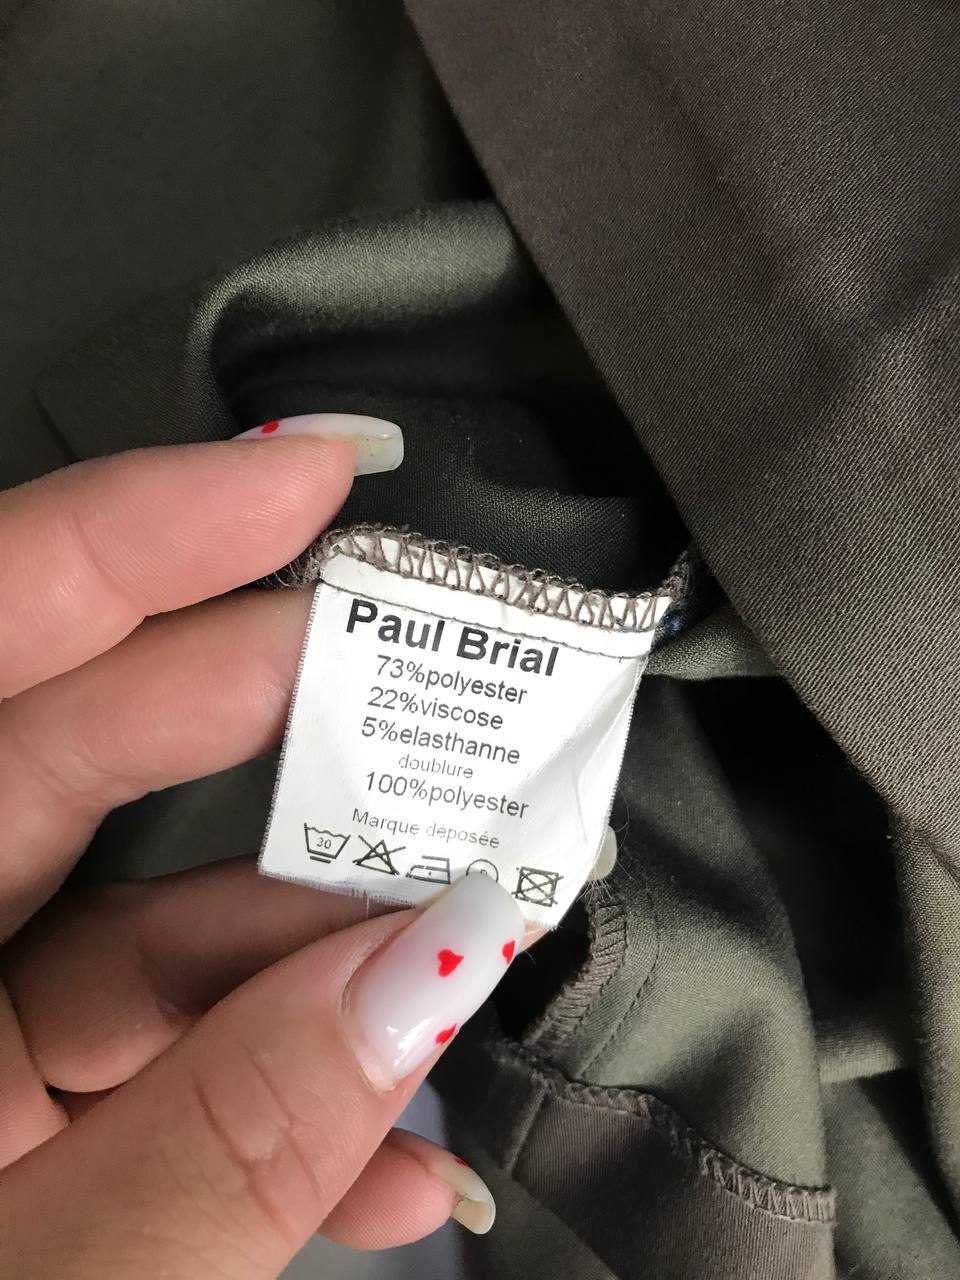 Paul Brial
73%polyester
22%viscose
5%elasthanne
doublure
100%polyester
Marque déposée
30